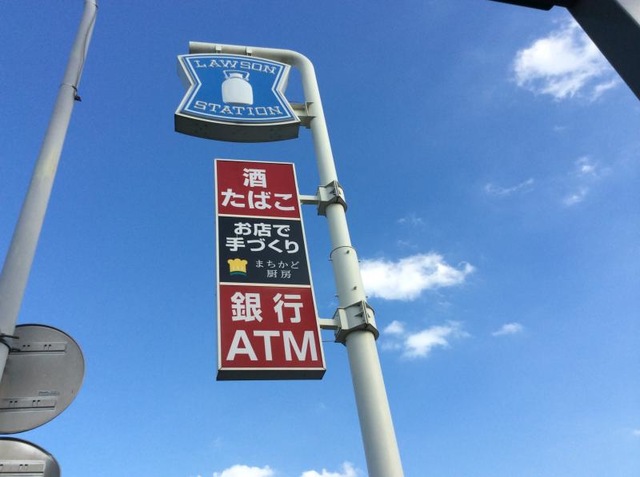 LAWSON
STATION
酒
たばこ
お店で
手づくり
まちかど
厨房
銀行
ATM